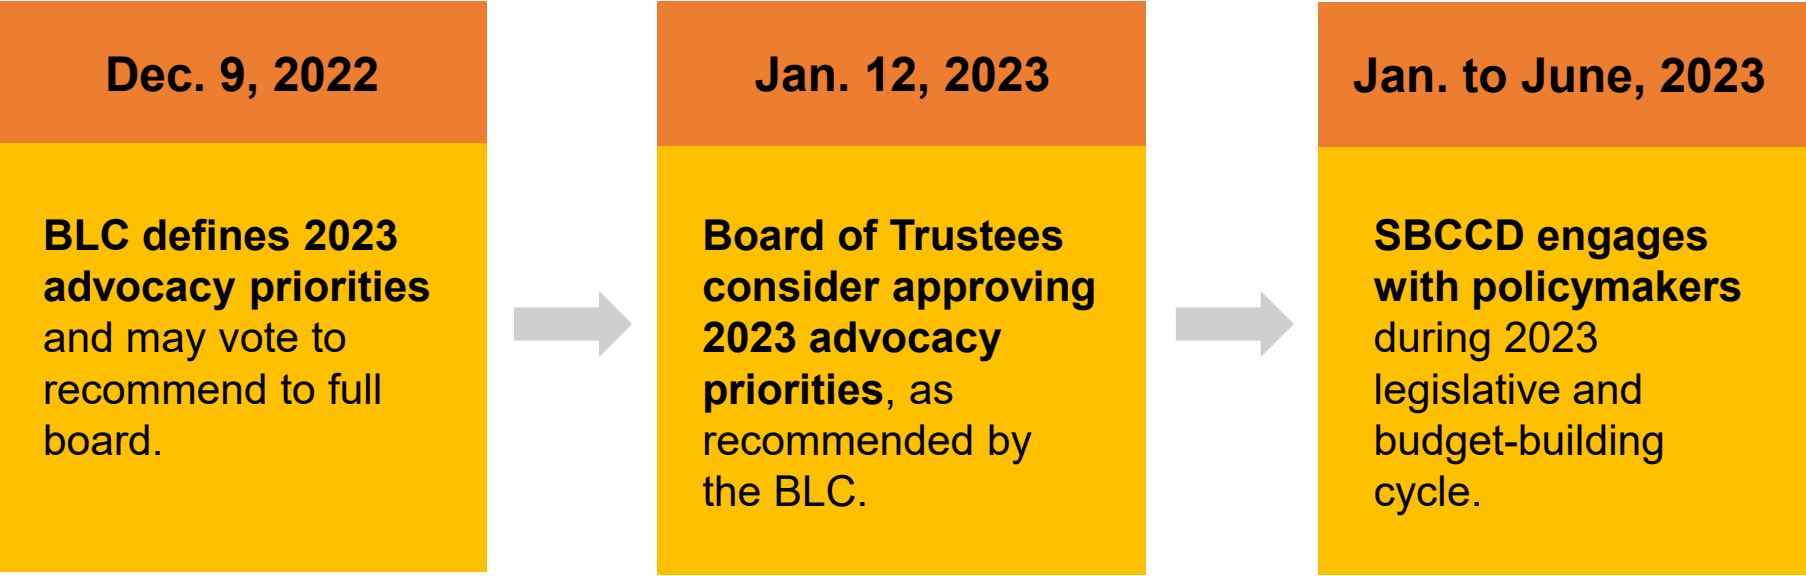 Dec. 9, 2022
BLC defines 2023
advocacy priorities
and may vote to
recommend to full
board.
Jan. 12, 2023
Board of Trustees
consider approving
2023 advocacy
priorities, as
recommended by
the BLC.
Jan. to June, 2023
SBCCD engages
with policymakers
during 2023
legislative and
budget-building
cycle.